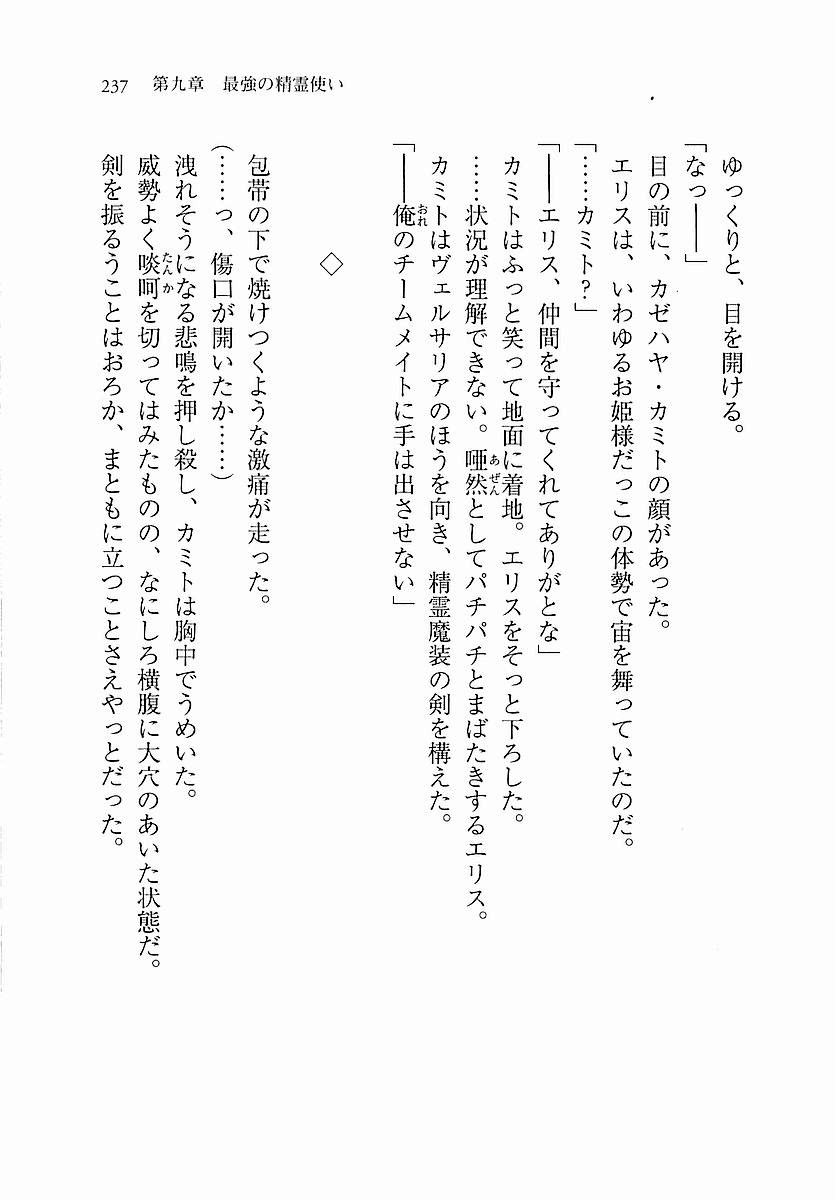 237　第九章　最強の精霊使い
ゆっくりと、目を開ける。
「なっ――」
目の前に、カゼハヤ・カミトの顔があった。
エリスは、いわゆるお姫様だっこの体勢で宙を舞っていたのだ。
「……カミト?」
「――エリス、仲間を守ってくれてありがとな」
カミトはふっと笑って地面に着地。エリスをそっと下ろした。
……状況が理解できない。唖然としてパチパチとまばたきするエリス。
カミトはヴェルサリアのほうを向き、精霊魔装の剣を構えた。
「――俺のチームメイトに手は出させない」
◇
包帯の下で焼けつくような激痛が走った。
(……っ、傷口が開いたか……)
洩れそうになる悲鳴を押し殺し、カミトは胸中でうめいた。
威勢よく啖呵を切ってはみたものの、なにしろ横腹に大穴のあいた状態だ。
剣を振るうことはおろか、まともに立つことさえやっとだった。